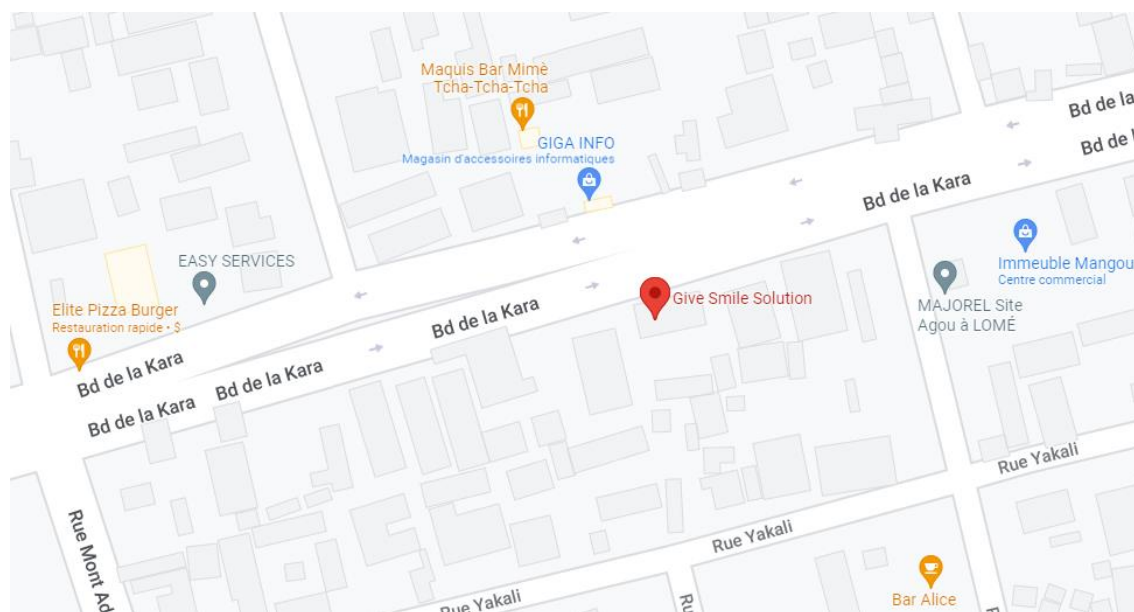 Maquis Bar Mimè
Tcha-Tcha-Tcha
GIGA INFO
Magasin d'accessoires informatiques
Bd de la
Bd de
Bd de la Kara
EASY SERVICES
Immeuble Mangou
Centre commercial
MAJOREL Site
Agou à LOMÉ
Give Smile Solution
Elite Pizza Burger
Restauration rapide • $
Bd de la Kara
Bd de la Kara
Bd de la Kara
Bd de la Kara
Rue Yakali
Rue Mont Ad
Rue Yakali
Bar Alice
Rue Yakali
Ru